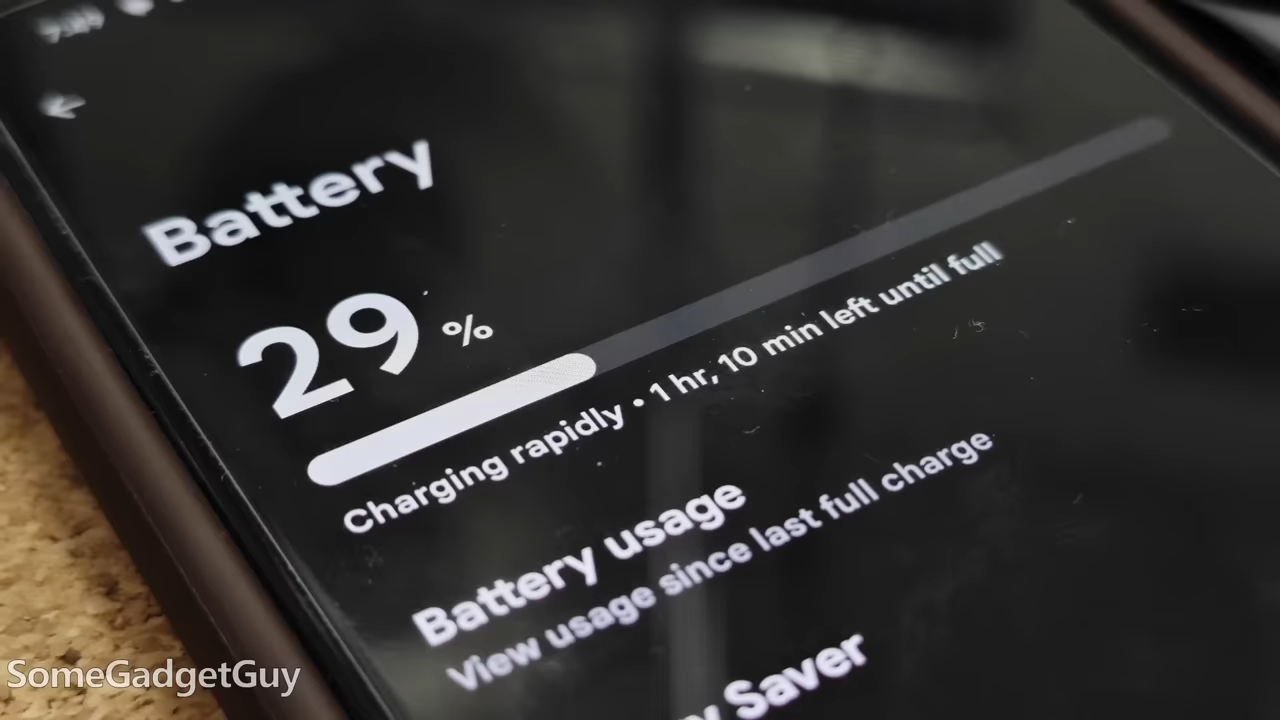 Battery
29%
Charging rapidly • 1 hr, 10 min left until full
Battery usage
View usage since last full charge
Saver
SomeGadgetGuy